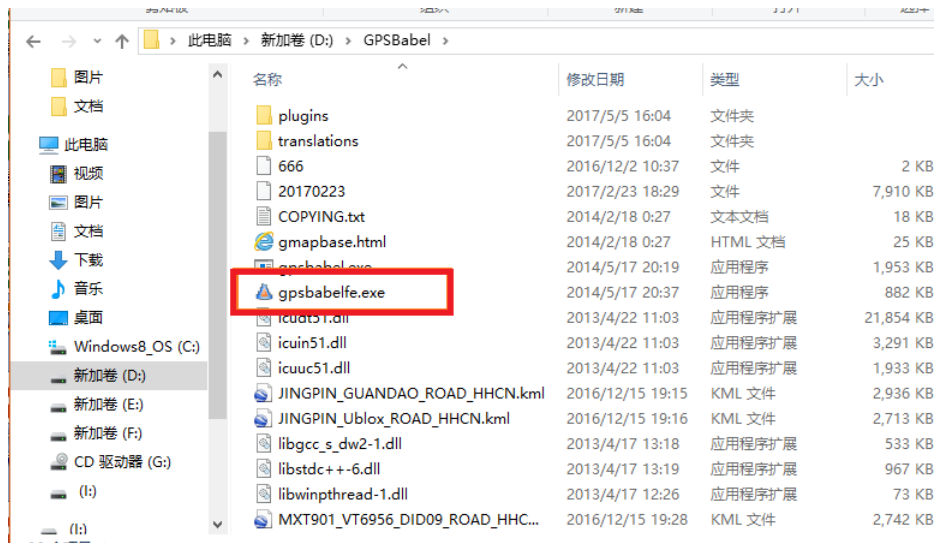 ← → ↑ > 此电脑 > 新加卷 (D:) > GPSBabel >
图片
文档
此电脑
视频
图片
文档
下载
音乐
桌面
Windows8_OS (C:)
新加卷 (D:)
新加卷 (E:)
新加卷 (F:)
CD 驱动器 (G:)
(I:)
(I:)
名称 修改日期 类型 大小
plugins 2017/5/5 16:04 文件夹
translations 2017/5/5 16:04 文件夹
666 2016/12/2 10:37 文件 2 KB
20170223 2017/2/23 18:29 文件 7,910 KB
COPYING.txt 2014/2/18 0:27 文本文档 18 KB
gmapbase.html 2014/2/18 0:27 HTML 文档 25 KB
gpsbabel.exe 2014/5/17 20:19 应用程序 1,953 KB
gpsbabelfe.exe 2014/5/17 20:37 应用程序 882 KB
icudt51.dll 2013/4/22 11:03 应用程序扩展 21,854 KB
icuin51.dll 2013/4/22 11:03 应用程序扩展 3,291 KB
icuuc51.dll 2013/4/22 11:03 应用程序扩展 1,933 KB
JINGPIN_GUANDAO_ROAD_HHCN.kml 2016/12/15 19:15 KML 文件 2,936 KB
JINGPIN_Ublox_ROAD_HHCN.kml 2016/12/15 19:16 KML 文件 2,713 KB
libgcc_s_dw2-1.dll 2013/4/17 13:18 应用程序扩展 533 KB
libstdc++-6.dll 2013/4/17 13:19 应用程序扩展 967 KB
libwinpthread-1.dll 2013/4/17 12:26 应用程序扩展 73 KB
MXT901_VT6956_DID09_ROAD_HHC... 2016/12/15 19:28 KML 文件 2,742 KB